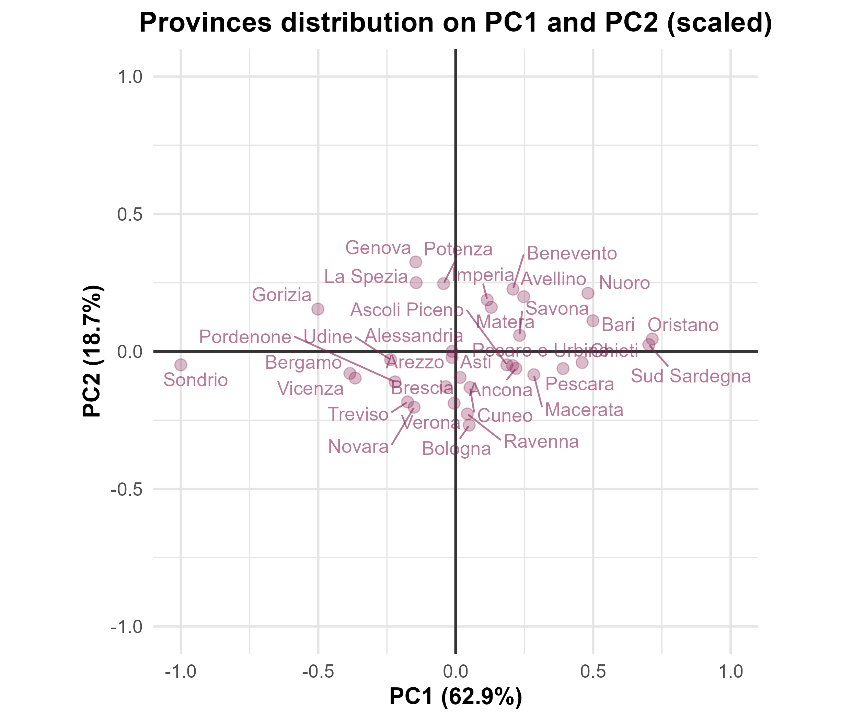 Provinces distribution on PC1 and PC2 (scaled)
1.0
0.5
0.0
-0.5
-1.0
PC2 (18.7%)
Genova
Potenza
Benevento
La Spezia
Imperia
Avellino
Nuoro
Gorizia
Ascoli Piceno
Savona
Matera
Bari
Oristano
Pordenone
Udine
Alessandria
Pesaro e Urbino
Chieti
Bergamo
Arezzo
Asti
Sondrio
Vicenza
Brescia
Ancona
Pescara
Sud Sardegna
Treviso
Verona
Cuneo
Macerata
Novara
Bologna
Ravenna
-1.0
-0.5
0.0
0.5
1.0
PC1 (62.9%)